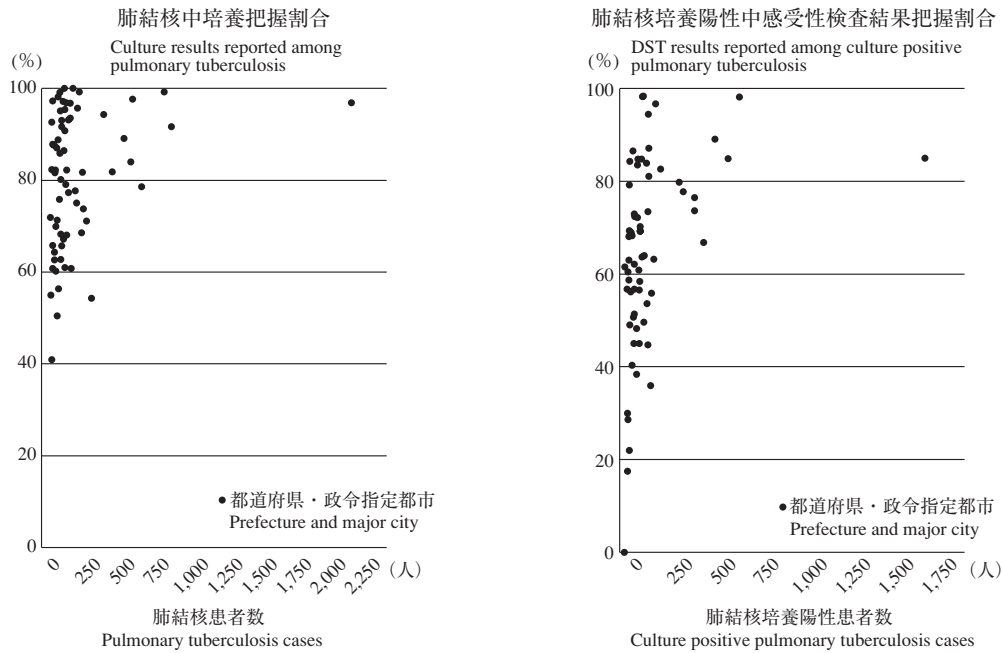 肺結核中培養把握割合
Culture results reported among
pulmonary tuberculosis
(%)
100
80
60
40
20
0
● 都道府県・政令指定都市
Prefecture and major city
0 250 500 750 1,000 1,250 1,500 1,750 2,000 2,250 (人)
肺結核患者数
Pulmonary tuberculosis cases
肺結核培養陽性中感受性検査結果把握割合
DST results reported among culture positive
pulmonary tuberculosis
(%)
100
80
60
40
20
0
● 都道府県・政令指定都市
Prefecture and major city
0 250 500 750 1,000 1,250 1,500 1,750 (人)
肺結核培養陽性患者数
Culture positive pulmonary tuberculosis cases